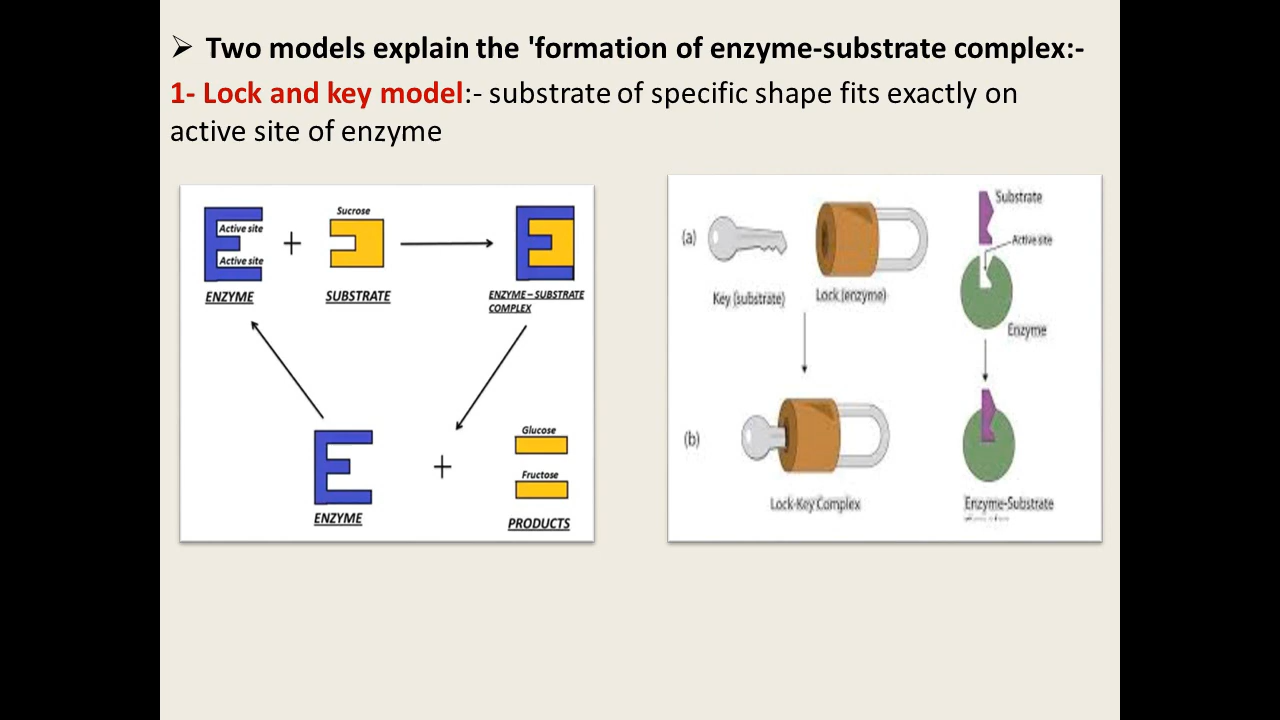 ➢ Two models explain the 'formation of enzyme-substrate complex:-
1- Lock and key model:- substrate of specific shape fits exactly on
active site of enzyme
Sucrose
Active site
Active site
+
ENZYME
SUBSTRATE
ENZYME – SUBSTRATE
COMPLEX
Glucose
+
Fructose
ENZYME
PRODUCTS
(a)
Key (substrate)
Lock (enzyme)
Substrate
Active site
Enzyme
(b)
Lock-Key Complex
Enzyme-Substrate